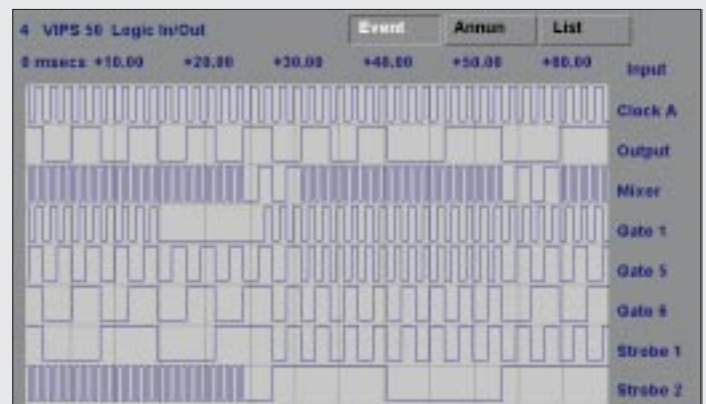 4 VIPS 50 Logic In/Out
Event Annun List
0 msecs +10.00 +20.00 +30.00 +40.00 +50.00 +60.00 Input
Clock A
Output
Mixer
Gate 1
Gate 5
Gate 6
Strobe 1
Strobe 2